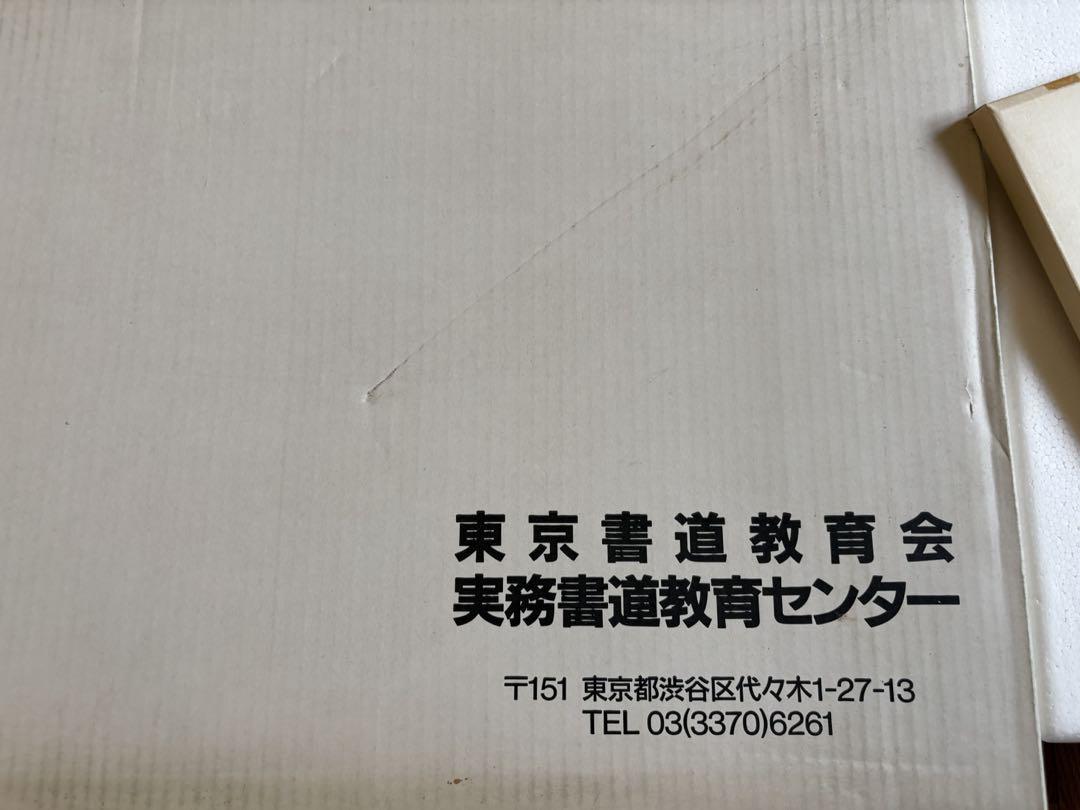 東京書道教育会
実務書道教育センター
〒151 東京都渋谷区代々木1-27-13
TEL 03(3370)6261